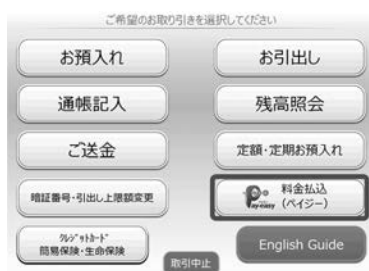 ご希望のお取り引きを選択してください
お預入れ
お引出し
通帳記入
残高照会
ご送金
定額・定期お預入れ
暗証番号・引出し上限額変更
Pay-easy
料金払込
(ペイジー)
クレジットカード
簡易保険・生命保険
取引中止
English Guide